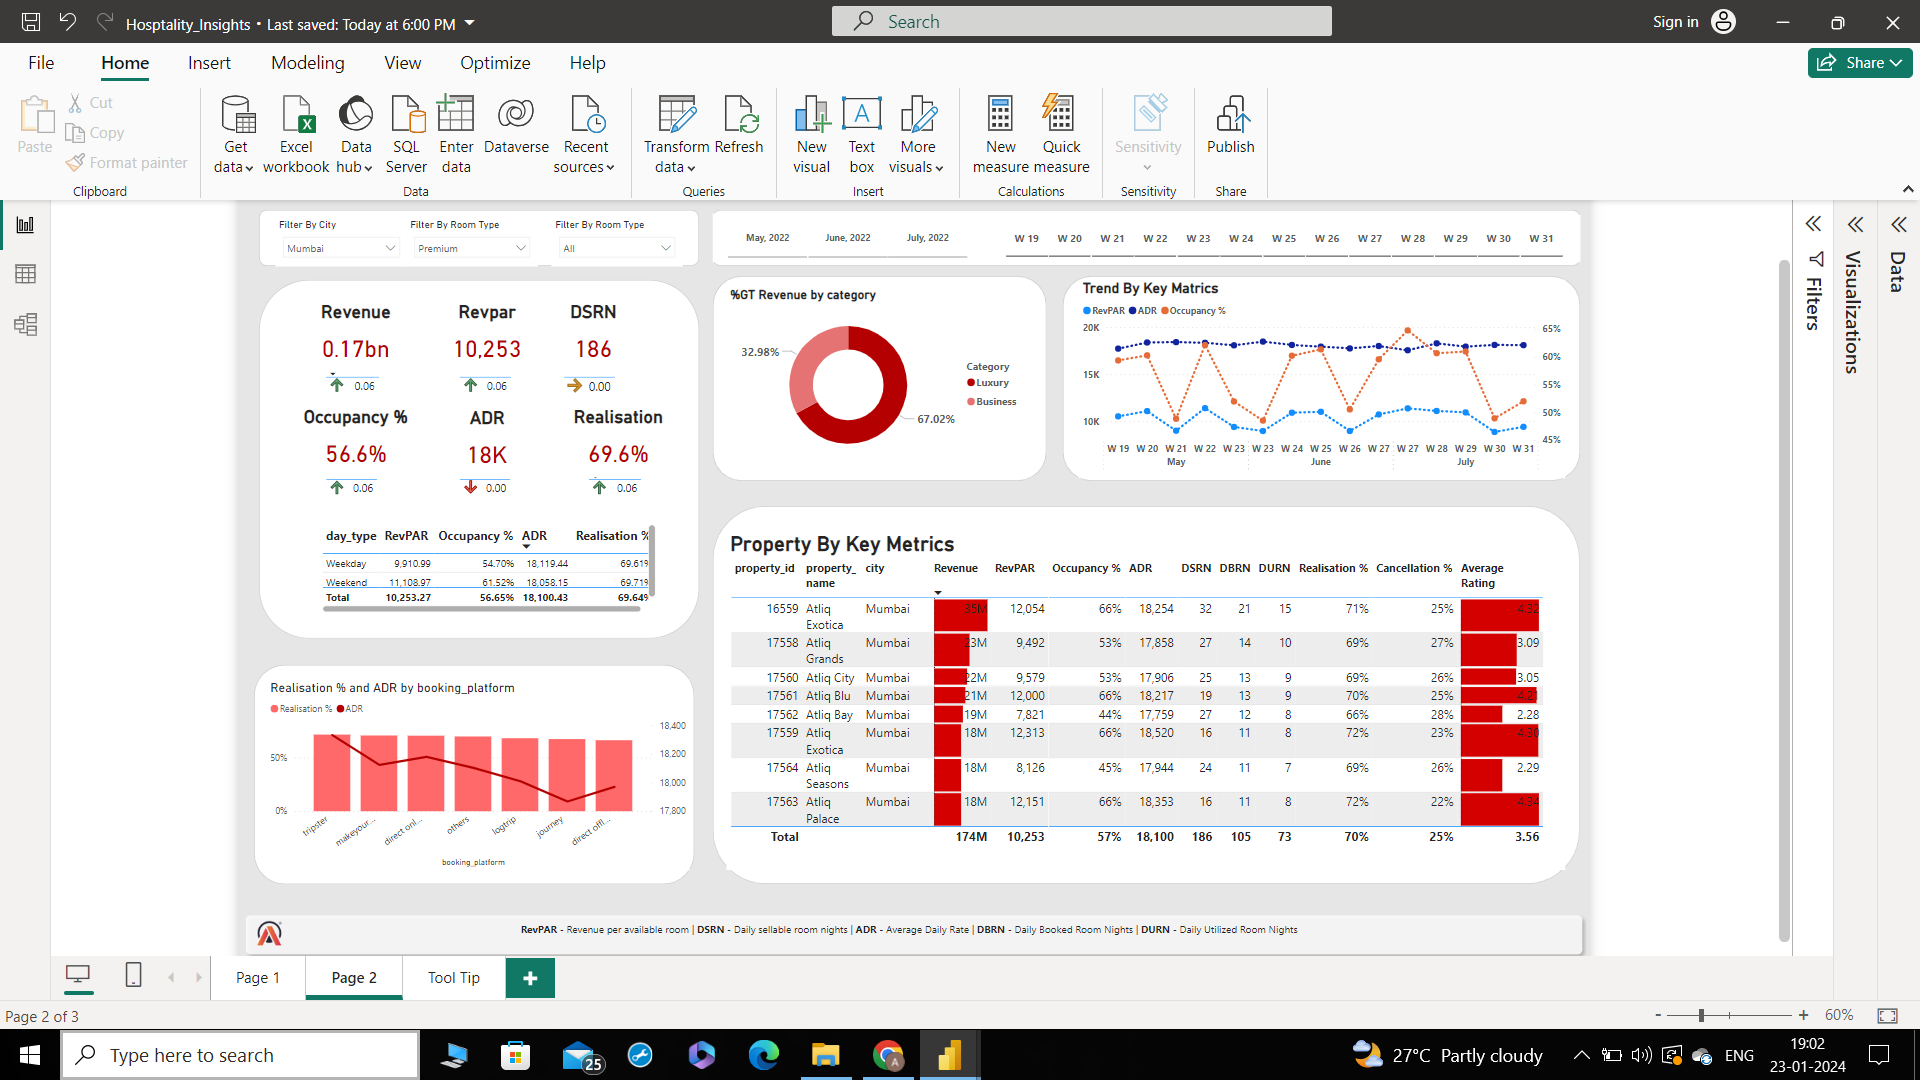 Hosptality_Insights • Last saved: Today at 6:00 PM
Search
Sign in
File Home Insert Modeling View Optimize Help
Share
Paste
Cut
Copy
Format painter
Clipboard
Get data
Excel workbook
Data hub
SQL Server
Enter data
Dataverse
Recent sources
Data
Transform data
Refresh
Queries
New visual
Text box
More visuals
Insert
New measure
Quick measure
Calculations
Sensitivity
Sensitivity
Publish
Share
Filter By City
Mumbai
Filter By Room Type
Premium
Filter By Room Type
All
May, 2022 June, 2022 July, 2022
W 19 W 20 W 21 W 22 W 23 W 24 W 25 W 26 W 27 W 28 W 29 W 30 W 31
Filters
Visualizations
Data
Revenue Revpar DSRN
0.17bn 10,253 186
0.06 0.06 0.00
Occupancy % ADR Realisation
56.6% 18K 69.6%
0.06 0.00 0.06
day_type RevPAR Occupancy % ADR Realisation %
Weekday 9,910.99 54.70% 18,119.44 69.61%
Weekend 11,108.97 61.52% 18,058.15 69.71%
Total 10,253.27 56.65% 18,100.43 69.64%
%GT Revenue by category
32.98%
67.02%
Category
Luxury
Business
Trend By Key Matrics
RevPAR ADR Occupancy %
20K
15K
10K
65%
60%
55%
50%
45%
W 19 W 20 W 21 W 22 W 23 W 23 W 24 W 25 W 26 W 27 W 27 W 28 W 29 W 30 W 31
May June July
Realisation % and ADR by booking_platform
Realisation % ADR
50%
0%
18,400
18,200
18,000
17,800
tripster makeyour... direct onl... others logtrip journey direct offl...
booking_platform
Property By Key Metrics
property_id property_name city Revenue RevPAR Occupancy % ADR DSRN DBRN DURN Realisation % Cancellation % Average Rating
16559 Atliq Exotica Mumbai 35M 12,054 66% 18,254 32 21 15 71% 25% 4.32
17558 Atliq Grands Mumbai 23M 9,492 53% 17,858 27 14 10 69% 27% 3.09
17560 Atliq City Mumbai 22M 9,579 53% 17,906 25 13 9 69% 26% 3.05
17561 Atliq Blu Mumbai 21M 12,000 66% 18,217 19 13 9 70% 25% 4.21
17562 Atliq Bay Mumbai 19M 7,821 44% 17,759 27 12 8 66% 28% 2.28
17559 Atliq Exotica Mumbai 18M 12,313 66% 18,520 16 11 8 72% 23% 4.30
17564 Atliq Seasons Mumbai 18M 8,126 45% 17,944 24 11 7 69% 26% 2.29
17563 Atliq Palace Mumbai 18M 12,151 66% 18,353 16 11 8 72% 22%
Total 174M 10,253 57% 18,100 186 105 73 70% 25% 3.56
RevPAR - Revenue per available room | DSRN - Daily sellable room nights | ADR - Average Daily Rate | DBRN - Daily Booked Room Nights | DURN - Daily Utilized Room Nights
Page 1 Page 2 Tool Tip +
Page 2 of 3
- + 60%
Type here to search
25
27°C Partly cloudy
ENG
19:02
23-01-2024